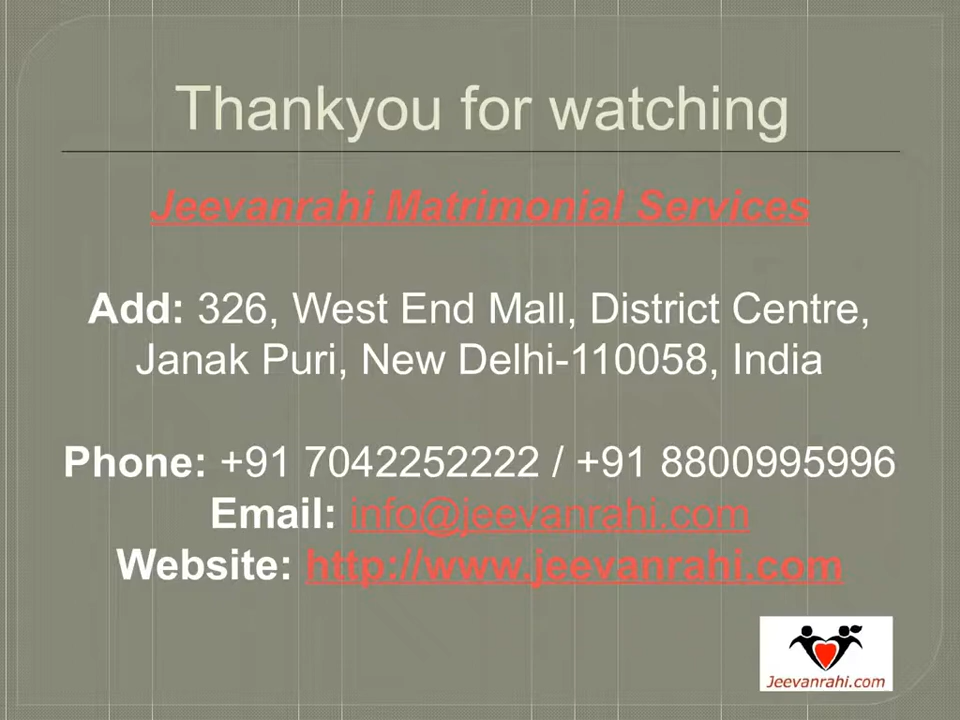 Thankyou for watching
Jeevanrahi Matrimonial Services
Add: 326, West End Mall, District Centre,
Janak Puri, New Delhi-110058, India
Phone: +91 7042252222 / +91 8800995996
Email: info@jeevanrahi.com
Website: http://www.jeevanrahi.com
Jeevanrahi.com